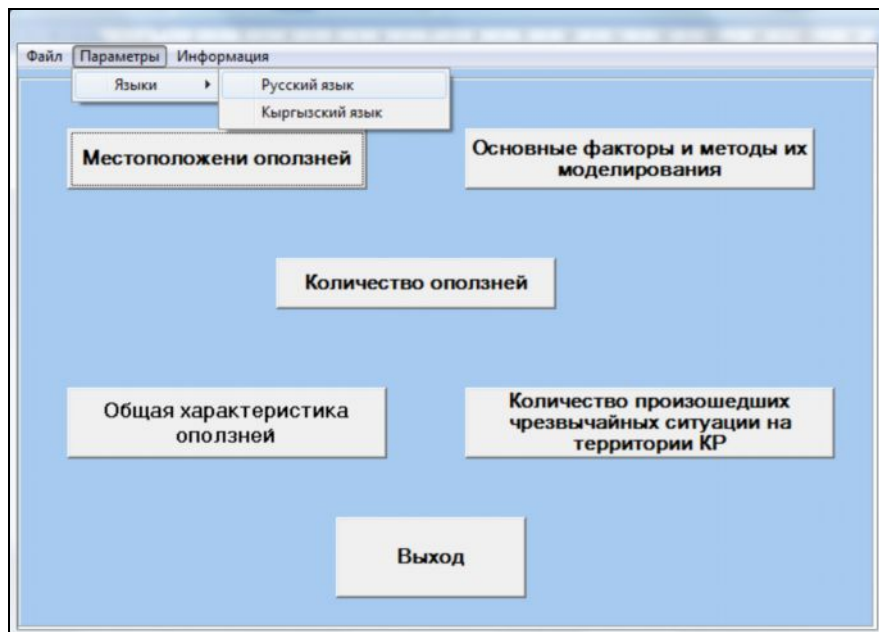 Файл Параметры Информация
Языки
Русский язык
Кыргызский язык
Местоположени оползней
Основные факторы и методы их
моделирования
Количество оползней
Общая характеристика
оползней
Количество произошедших
чрезвычайных ситуации на
территории КР
Выход